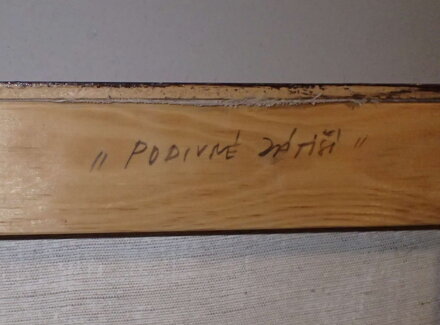 „ PODIVNÉ ZÁTIŠÍ "